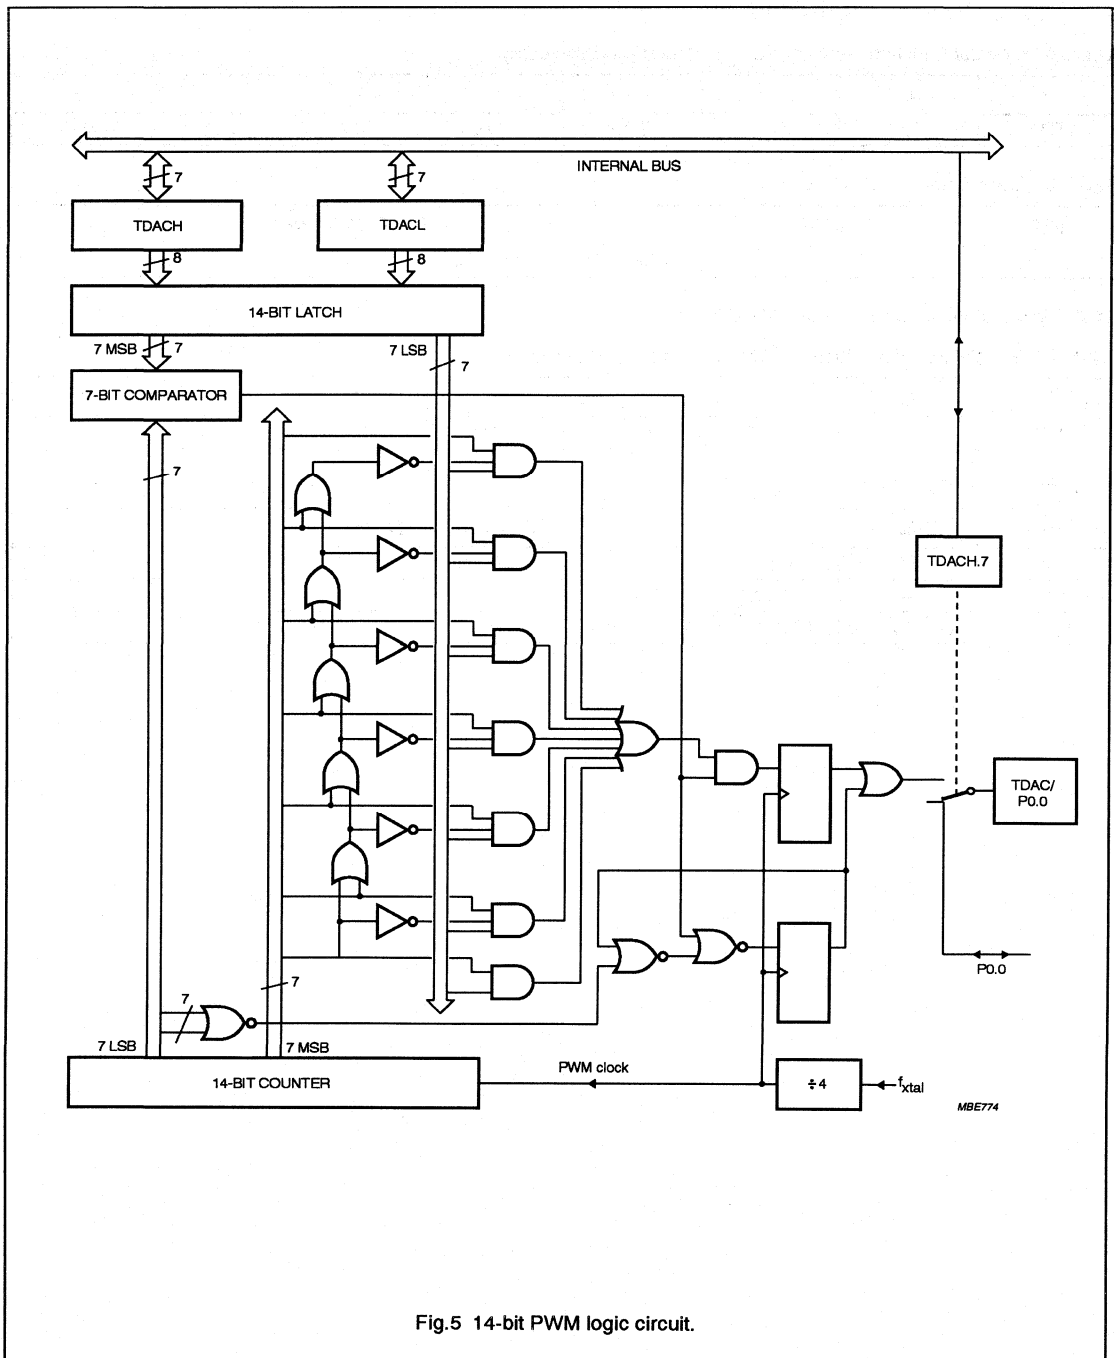 INTERNAL BUS
7
7
TDACH
TDACL
8
8
14-BIT LATCH
7 MSB
7
7 LSB
7
7-BIT COMPARATOR
7
TDACH.7
TDAC/
P0.0
P0.0
7
7
7 LSB
7 MSB
14-BIT COUNTER
PWM clock
÷4
fxtal
MBE774
Fig.5 14-bit PWM logic circuit.